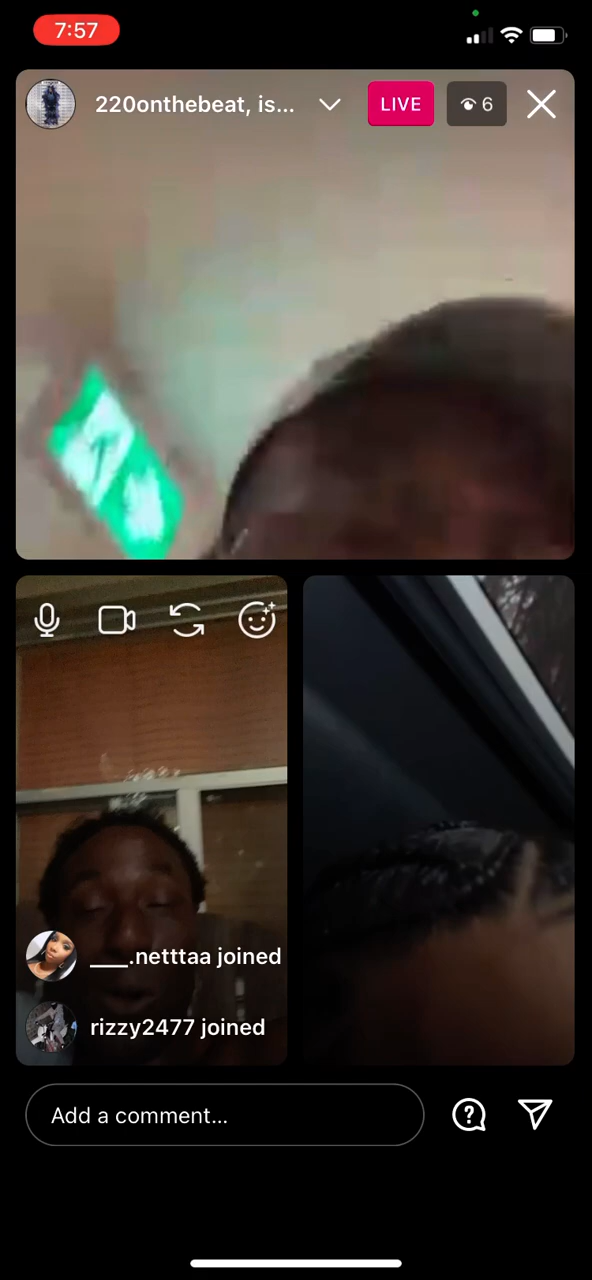 7:57
220onthebeat, is...
LIVE
6
___.netttaa joined
rizzy2477 joined
Add a comment...